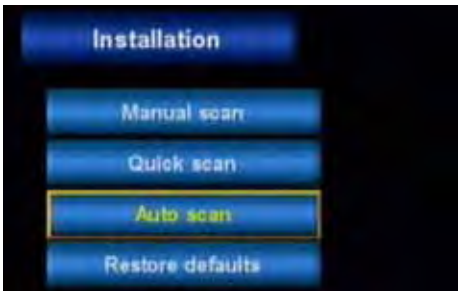 Installation
Manual scan
Quick scan
Auto scan
Restore defaults